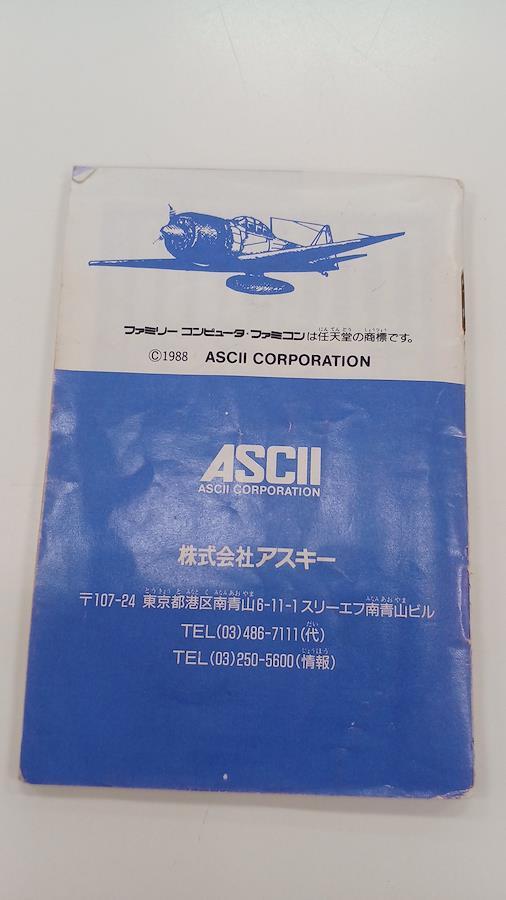 ファミリー コンピュータ・ファミコンは任天堂の商標です。
©1988 ASCII CORPORATION
ASCII
ASCII CORPORATION
株式会社アスキー
〒107-24 東京都港区南青山6-11-1 スリーエフ南青山ビル
TEL(03)486-7111(代)
TEL(03)250-5600(情報)